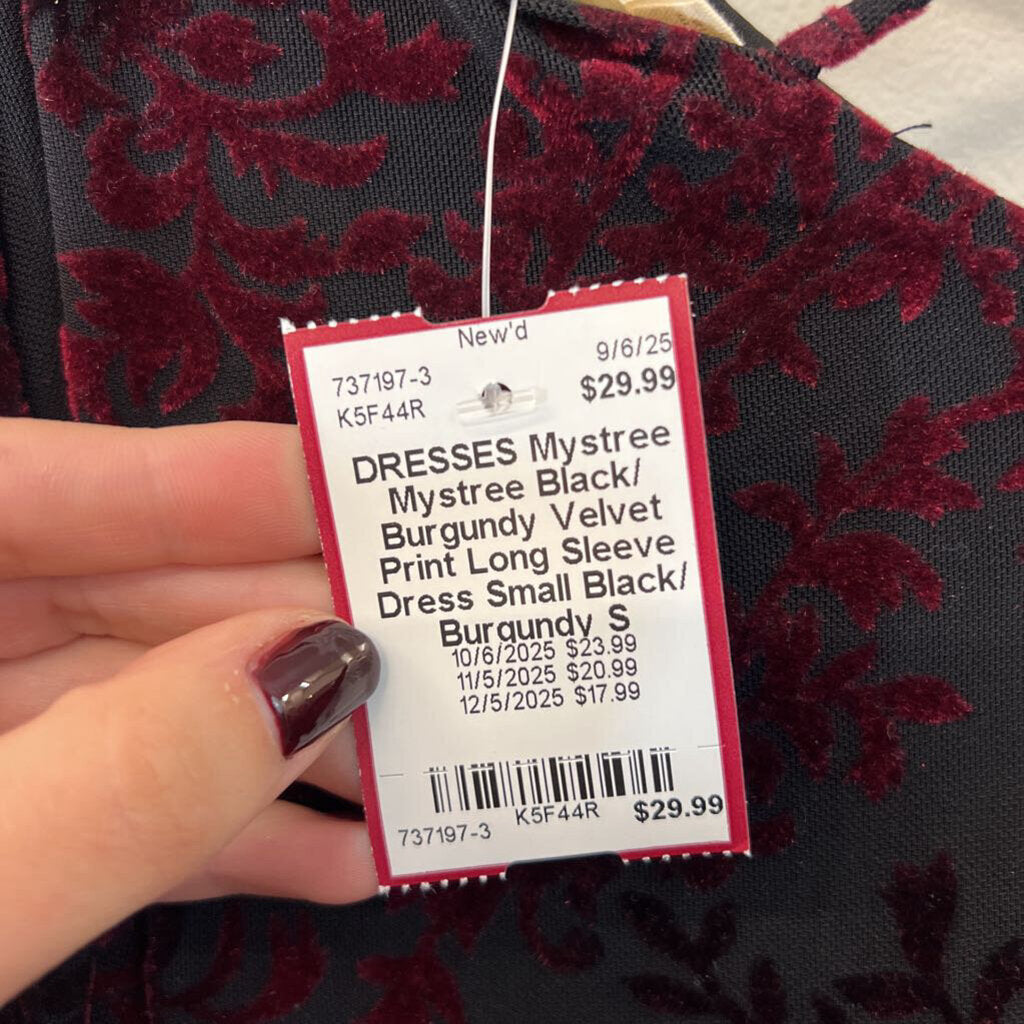 New'd
9/6/25
737197-3
$29.99
K5F44R
DRESSES Mystree
Mystree Black/
Burgundy Velvet
Print Long Sleeve
Dress Small Black/
Burgundy S
10/6/2025 $23.99
11/5/2025 $20.99
12/5/2025 $17.99
737197-3 K5F44R $29.99